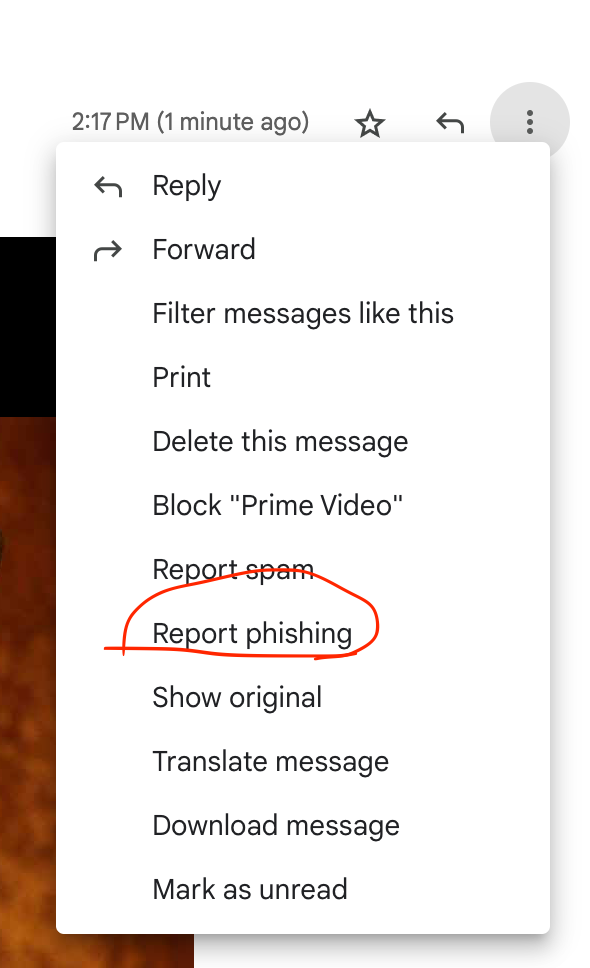 2:17 PM (1 minute ago)
Reply
Forward
Filter messages like this
Print
Delete this message
Block "Prime Video"
Report spam
Report phishing
Show original
Translate message
Download message
Mark as unread